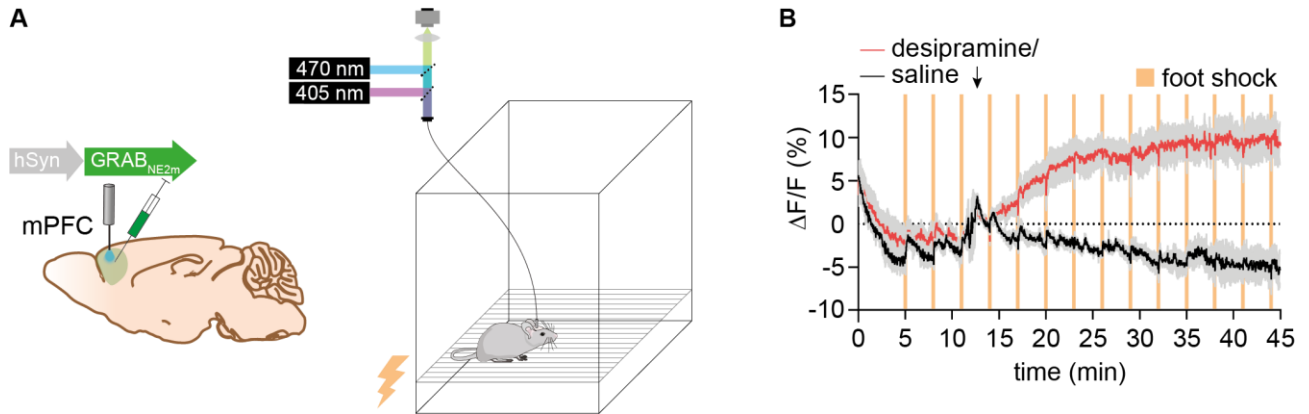 A
470 nm
405 nm
hSyn
GRAB_NE2m
mPFC
B
desipramine/
saline
foot shock
ΔF/F (%)
15
10
5
0
-5
-10
0 5 10 15 20 25 30 35 40 45
time (min)